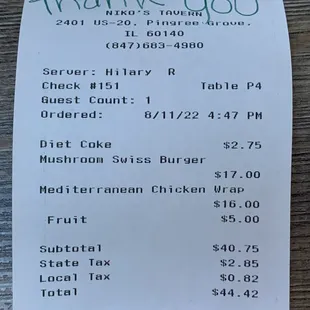 Thank You
NIKO'S TAVERN
2401 US-20, Pingree Grove,
IL 60140
(847)683-4980
Server: Hilary R
Check #151 Table P4
Guest Count: 1
Ordered: 8/11/22 4:47 PM
Diet Coke $2.75
Mushroom Swiss Burger
$17.00
Mediterranean Chicken Wrap
$16.00
Fruit $5.00
Subtotal $40.75
State Tax $2.85
Local Tax $0.82
Total $44.42